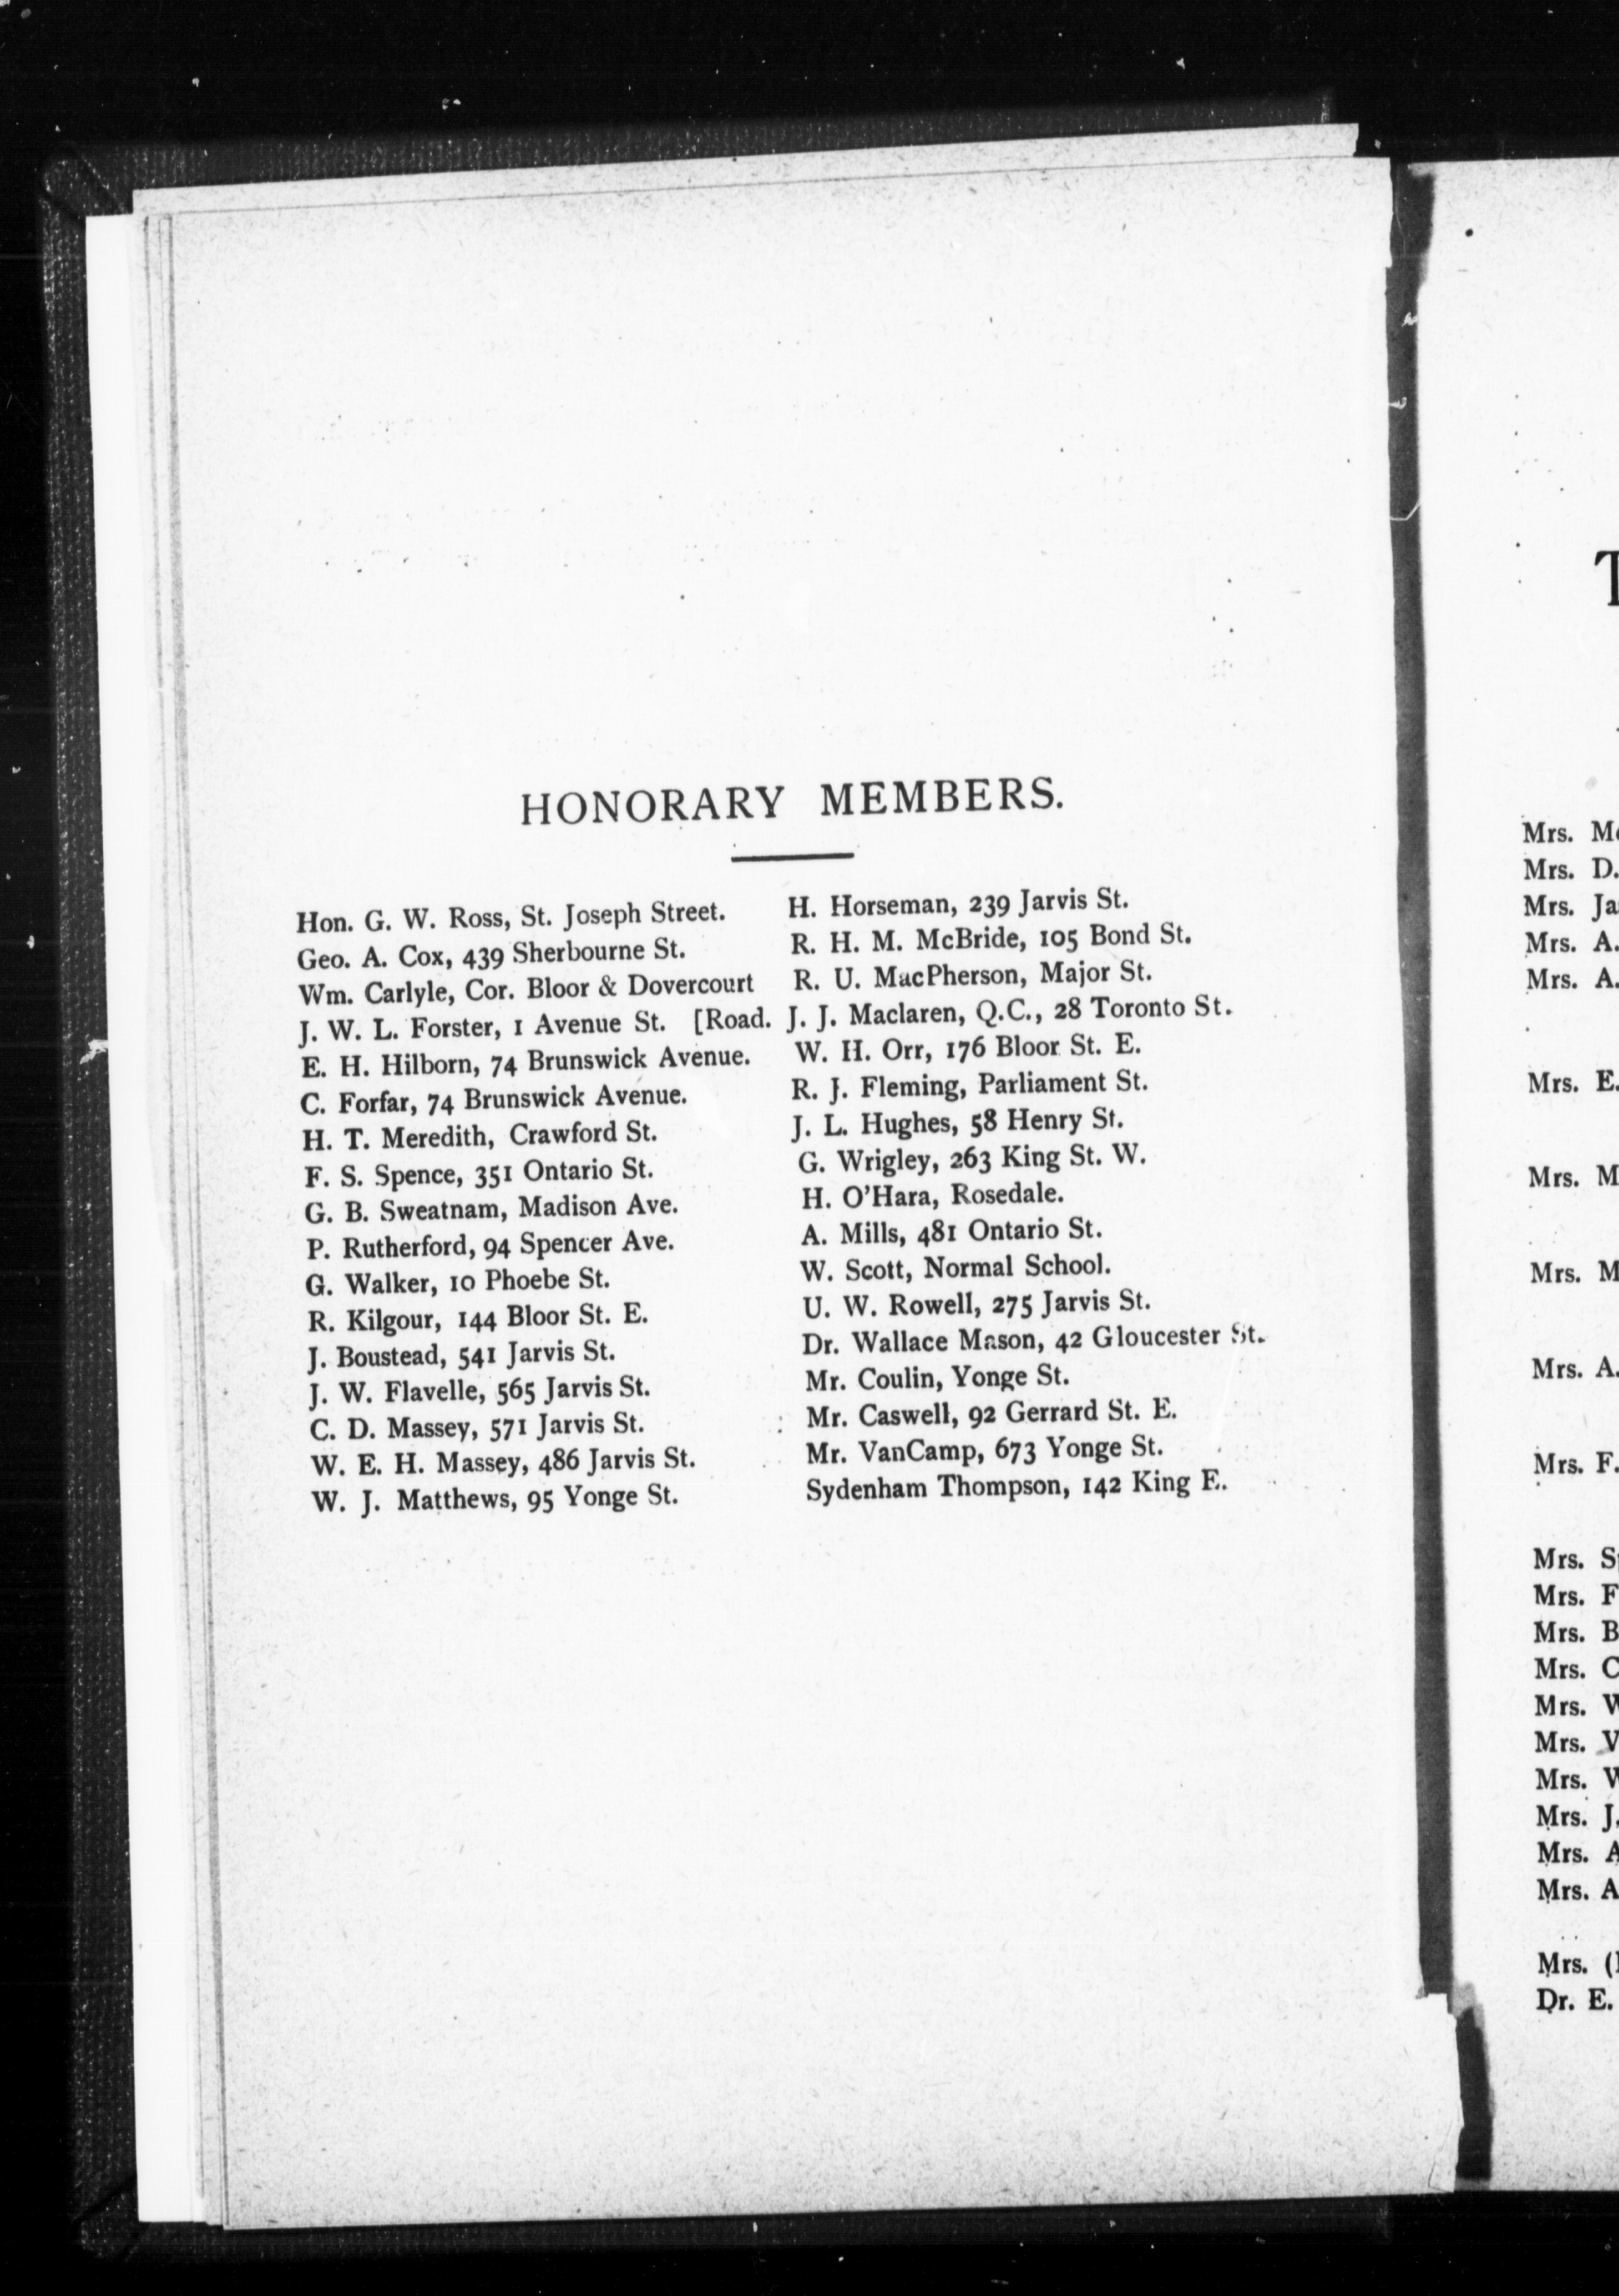 HONORARY MEMBERS.
Hon. G. W. Ross, St. Joseph Street.
Geo. A. Cox, 439 Sherbourne St.
Wm. Carlyle, Cor. Bloor & Dovercourt
J. W. L. Forster, 1 Avenue St. [Road.
E. H. Hilborn, 74 Brunswick Avenue.
C. Forfar, 74 Brunswick Avenue.
H. T. Meredith, Crawford St.
F. S. Spence, 351 Ontario St.
G. B. Sweatnam, Madison Ave.
P. Rutherford, 94 Spencer Ave.
G. Walker, 10 Phoebe St.
R. Kilgour, 144 Bloor St. E.
J. Boustead, 541 Jarvis St.
J. W. Flavelle, 565 Jarvis St.
C. D. Massey, 571 Jarvis St.
W. E. H. Massey, 486 Jarvis St.
W. J. Matthews, 95 Yonge St.
H. Horseman, 239 Jarvis St.
R. H. M. McBride, 105 Bond St.
R. U. MacPherson, Major St.
J. J. Maclaren, Q.C., 28 Toronto St.
W. H. Orr, 176 Bloor St. E.
R. J. Fleming, Parliament St.
J. L. Hughes, 58 Henry St.
G. Wrigley, 263 King St. W.
H. O'Hara, Rosedale.
A. Mills, 481 Ontario St.
W. Scott, Normal School.
U. W. Rowell, 275 Jarvis St.
Dr. Wallace Mason, 42 Gloucester St.
Mr. Coulin, Yonge St.
Mr. Caswell, 92 Gerrard St. E.
Mr. VanCamp, 673 Yonge St.
Sydenham Thompson, 142 King E.
Mrs.
Mrs. D.
Mrs.
Mrs. A.
Mrs. A.
Mrs. E.
Mrs. M
Mrs. M
Mrs. A.
Mrs. F.
Mrs.
Mrs. F
Mrs. B
Mrs.
Mrs.
Mrs. V
Mrs.
Mrs. J.
Mrs.
Mrs. A
Mrs.
Dr. E.